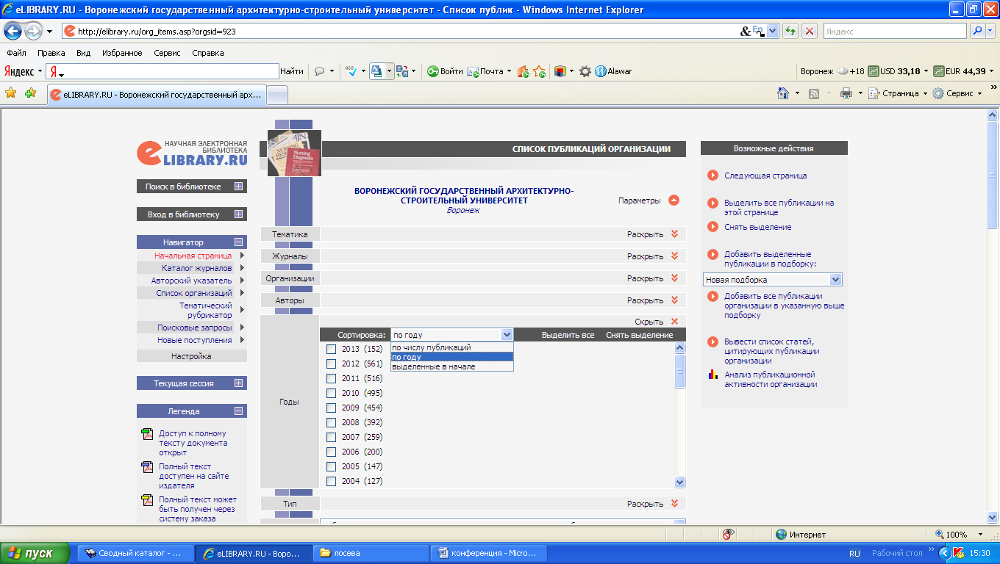 eLIBRARY.RU - Воронежский государственный архитектурно-строительный университет - Список публик - Windows Internet Explorer
http://elibrary.ru/org_items.asp?orgsid=923
Яндекс
Файл Правка Вид Избранное Сервис Справка
Яндекс Я Найти ABC Войти Почта Alawar Воронеж +18 USD 33,18 EUR 44,39
eLIBRARY.RU - Воронежский государственный арх... Страница Сервис
НАУЧНАЯ ЭЛЕКТРОННАЯ
БИБЛИОТЕКА
eLIBRARY.RU
Поиск в библиотеке
Вход в библиотеку
Навигатор
Начальная страница
Каталог журналов
Авторский указатель
Список организаций
Тематический
рубрикатор
Поисковые запросы
Новые поступления
Настройка
Текущая сессия
Легенда
Доступ к полному
тексту документа
открыт
Полный текст
доступен на сайте
издателя
Полный текст может
быть получен через
систему заказа
Nursing
Diagnosis
СПИСОК ПУБЛИКАЦИЙ ОРГАНИЗАЦИИ
ВОРОНЕЖСКИЙ ГОСУДАРСТВЕННЫЙ АРХИТЕКТУРНО-
СТРОИТЕЛЬНЫЙ УНИВЕРСИТЕТ
Воронеж
Параметры
Тематика Раскрыть
Журналы Раскрыть
Организации Раскрыть
Авторы Раскрыть
Скрыть
Сортировка: по году Выделить все Снять выделение
по числу публикаций
по году
выделенные в начале
Годы
2013 (152)
2012 (561)
2011 (516)
2010 (495)
2009 (454)
2008 (392)
2007 (259)
2006 (200)
2005 (147)
2004 (127)
Тип Раскрыть
Возможные действия
Следующая страница
Выделить все публикации на
этой странице
Снять выделение
Добавить выделенные
публикации в подборку:
Новая подборка
Добавить все публикации
организации в указанную выше
подборку
Вывести список статей,
цитирующих публикации
организации
Анализ публикационной
активности организации
Интернет 100%
пуск Сводный каталог - ... eLIBRARY.RU - Воро... лосева конференция - Micro... RU Рабочий стол 15:30